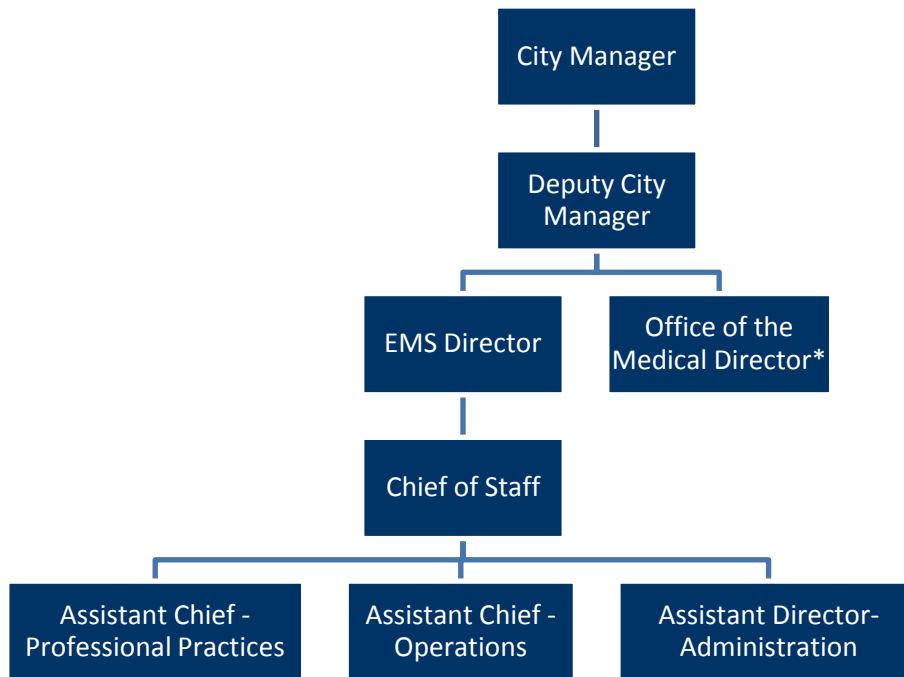 City Manager
Deputy City
Manager
EMS Director
Office of the
Medical Director*
Chief of Staff
Assistant Chief -
Professional Practices
Assistant Chief -
Operations
Assistant Director-
Administration